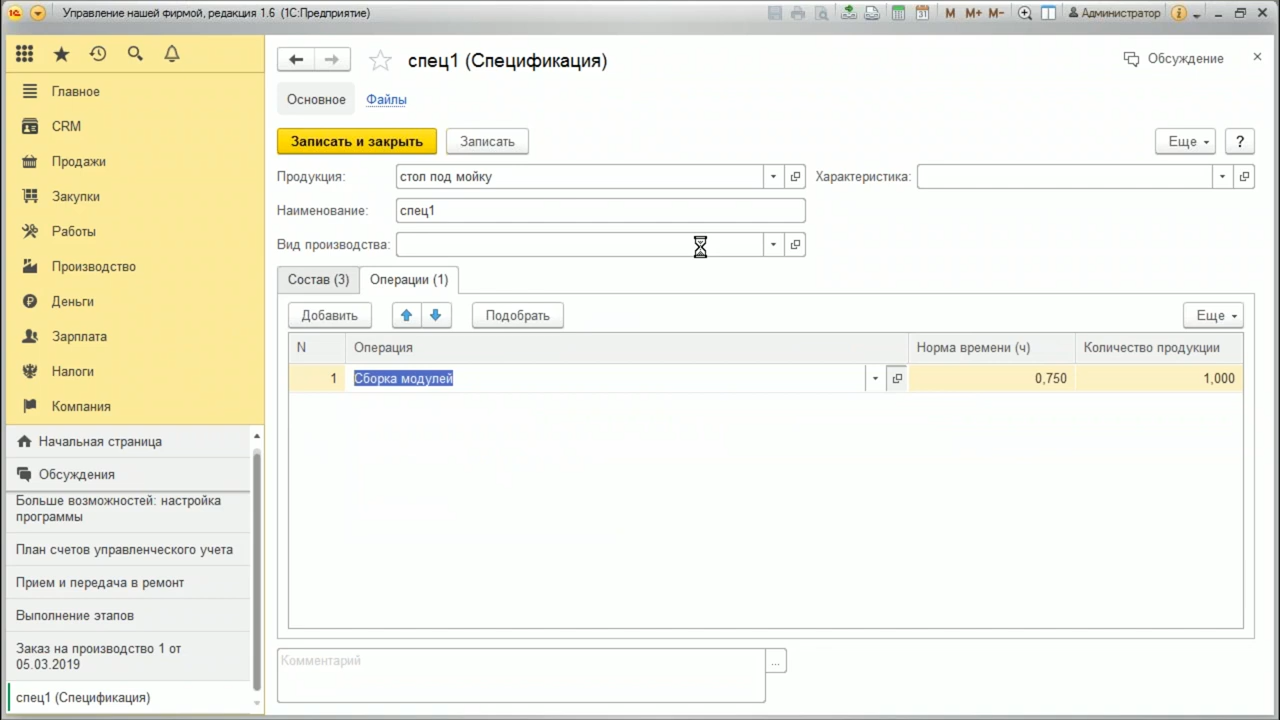 Управление нашей фирмой, редакция 1.6 (1С:Предприятие)
M M+ M- Администратор
Главное
CRM
Продажи
Закупки
Работы
Производство
Деньги
Зарплата
Налоги
Компания
Начальная страница
Обсуждения
Больше возможностей: настройка
программы
План счетов управленческого учета
Прием и передача в ремонт
Выполнение этапов
Заказ на производство 1 от
05.03.2019
спец1 (Спецификация)
спец1 (Спецификация)
Обсуждение
Основное Файлы
Записать и закрыть Записать Еще ?
Продукция: стол под мойку Характеристика:
Наименование: спец1
Вид производства:
Состав (3) Операции (1)
Добавить Подобрать Еще
N Операция Норма времени (ч) Количество продукции
1 Сборка модулей 0,750 1,000
Комментарий ...